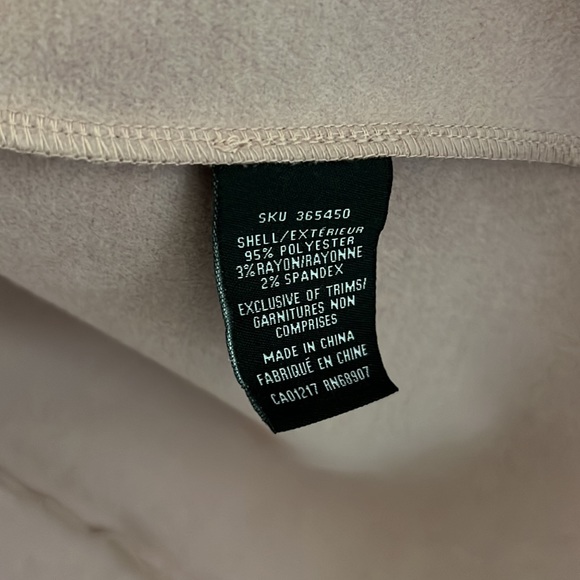 SKU 365450
SHELL/EXTÉRIEUR
95% POLYESTER
3%RAYON/RAYONNE
2% SPANDEX
EXCLUSIVE OF TRIMS/
GARNITURES NON
COMPRISES
MADE IN CHINA
FABRIQUÉ EN CHINE
CA01217 RN68907